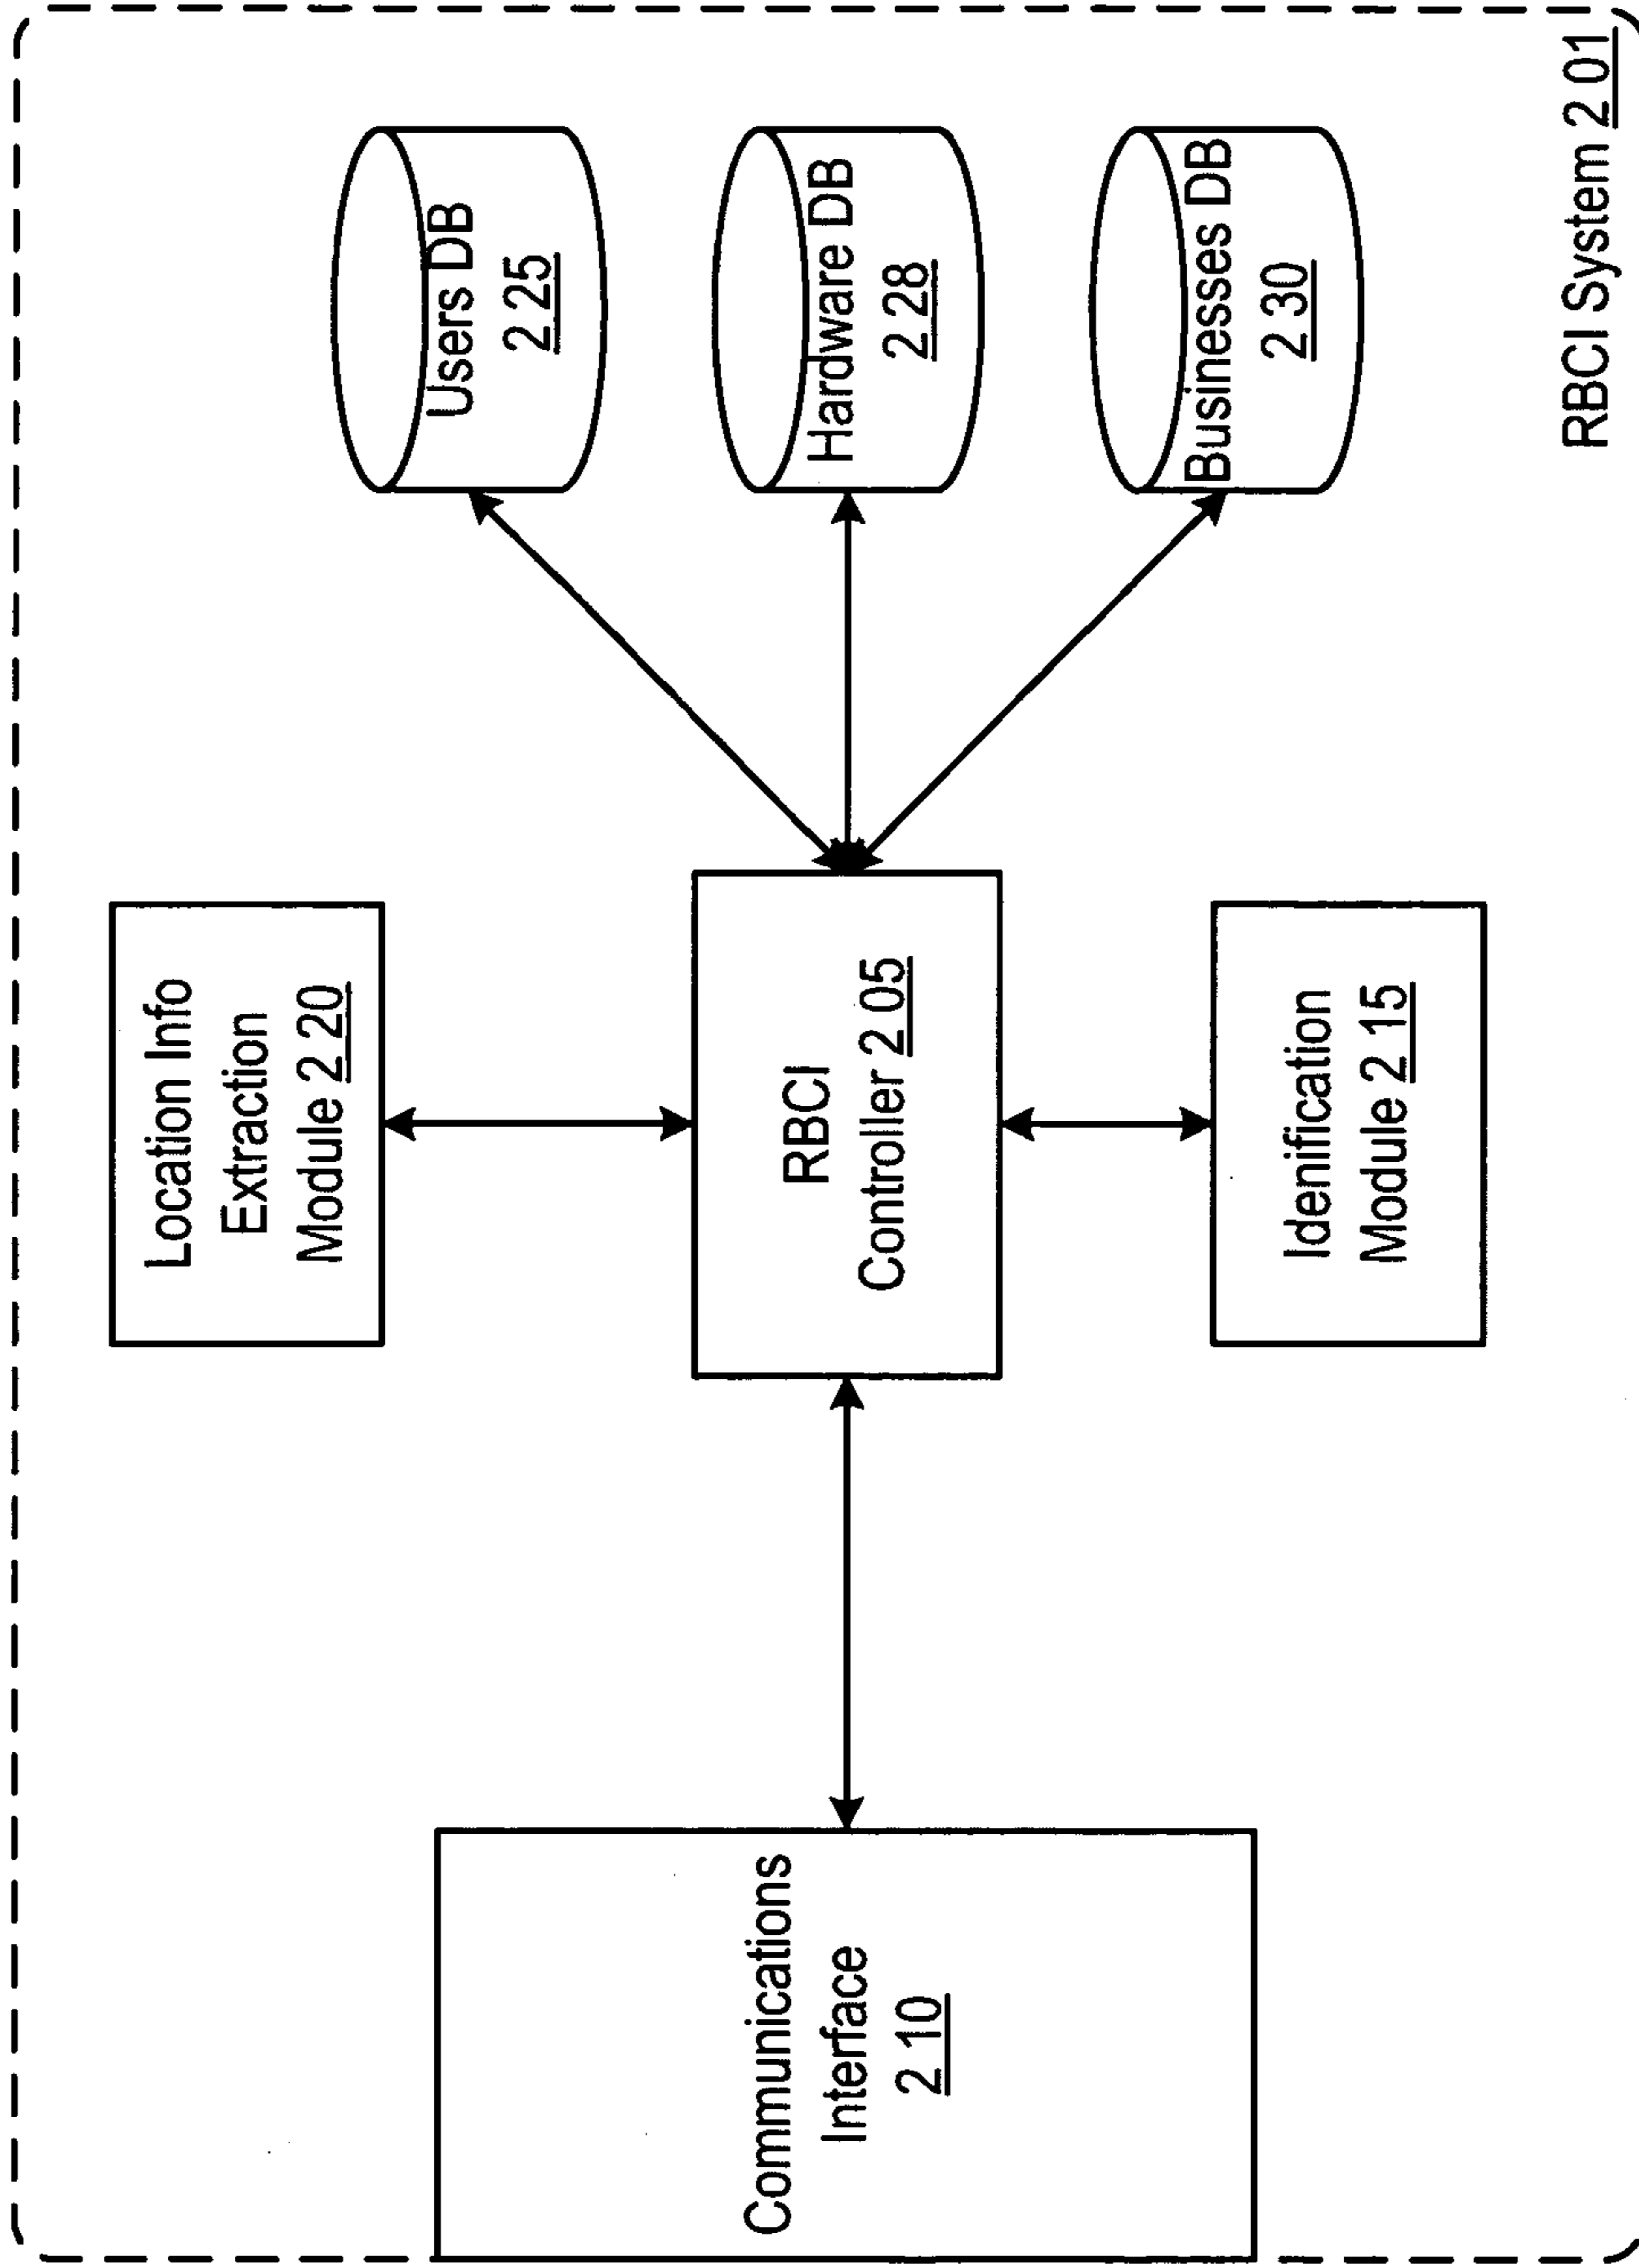 Location Info
Extraction
Module 2 20
Communications
Interface
2 10
RBCI
Controller 2 05
Users DB
2 25
Hardware DB
2 28
Businesses DB
2 30
Idenification
Module 2 15
RBCI System 2 01